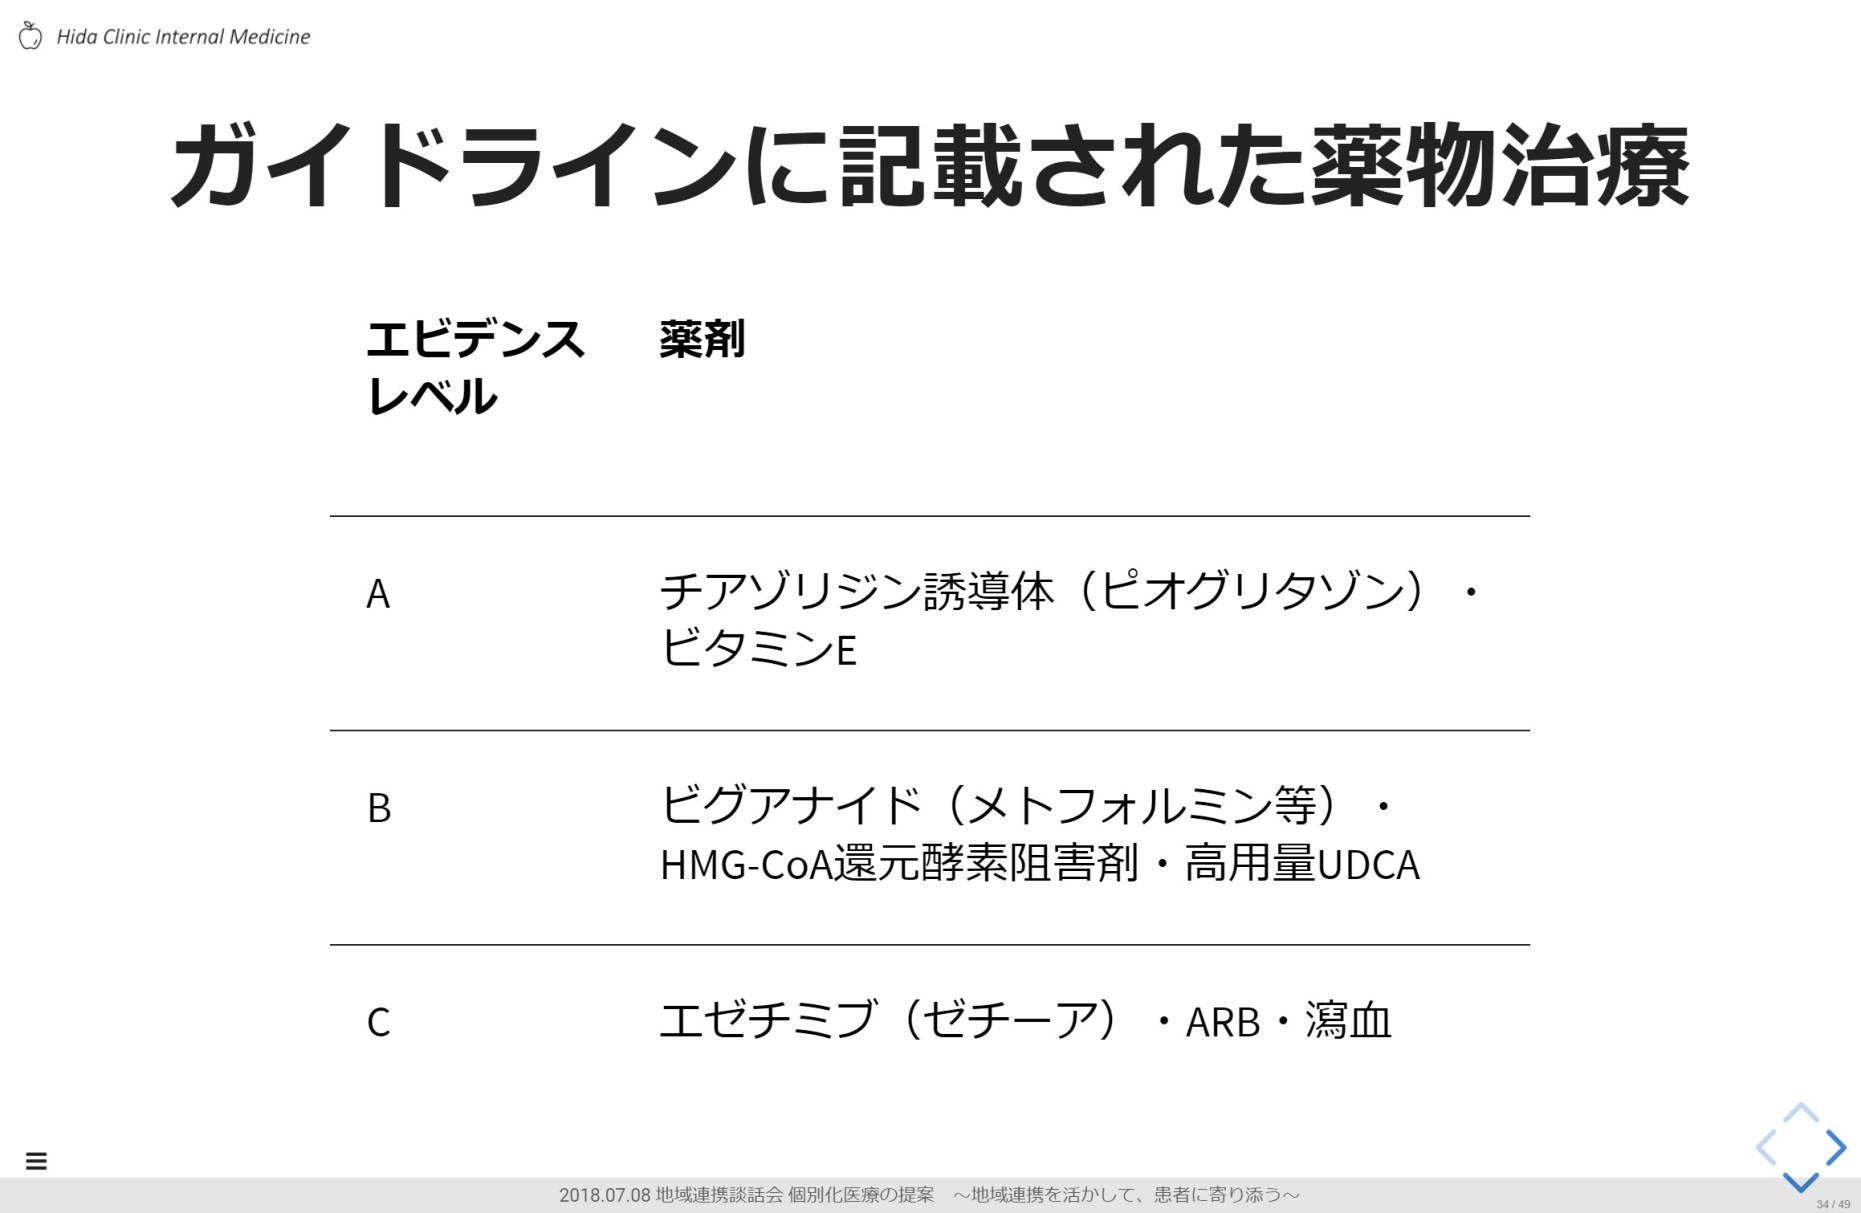 Hida Clinic Internal Medicine
ガイドラインに記載された薬物治療
エビデンス
レベル
薬剤
A
チアゾリジン誘導体（ピオグリタゾン）・
ビタミンE
B
ビグアナイド（メトフォルミン等）・
HMG-CoA還元酵素阻害剤・高用量UDCA
C
エゼチミブ（ゼチーア）・ARB・瀉血
2018.07.08 地域連携談話会 個別化医療の提案　～地域連携を活かして、患者に寄り添う～
34 / 49